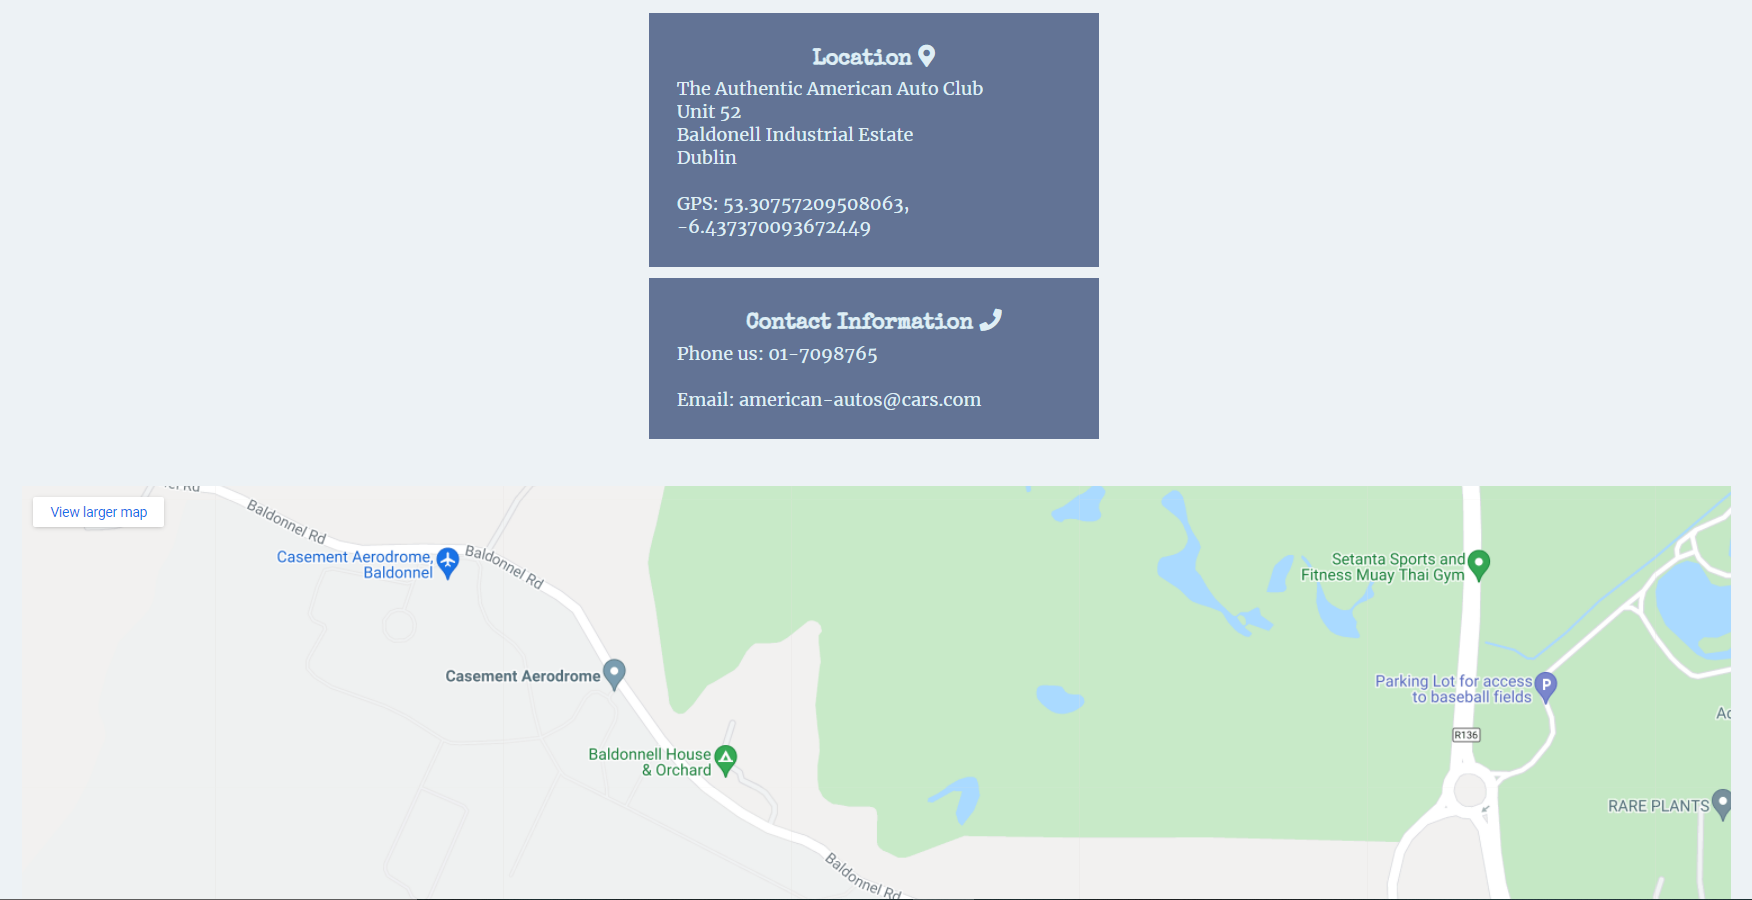 Location
The Authentic American Auto Club
Unit 52
Baldonell Industrial Estate
Dublin
GPS: 53.30757209508063,
-6.437370093672449
Contact Information
Phone us: 01-7098765
Email: american-autos@cars.com
View larger map
Baldonnel Rd
Casement Aerodrome,
Baldonnel
Baldonnel Rd
Setanta Sports and
Fitness Muay Thai Gym
Casement Aerodrome
Parking Lot for access
to baseball fields
P
R136
Baldonnell House
& Orchard
RARE PLANTS
Baldonnel Rd